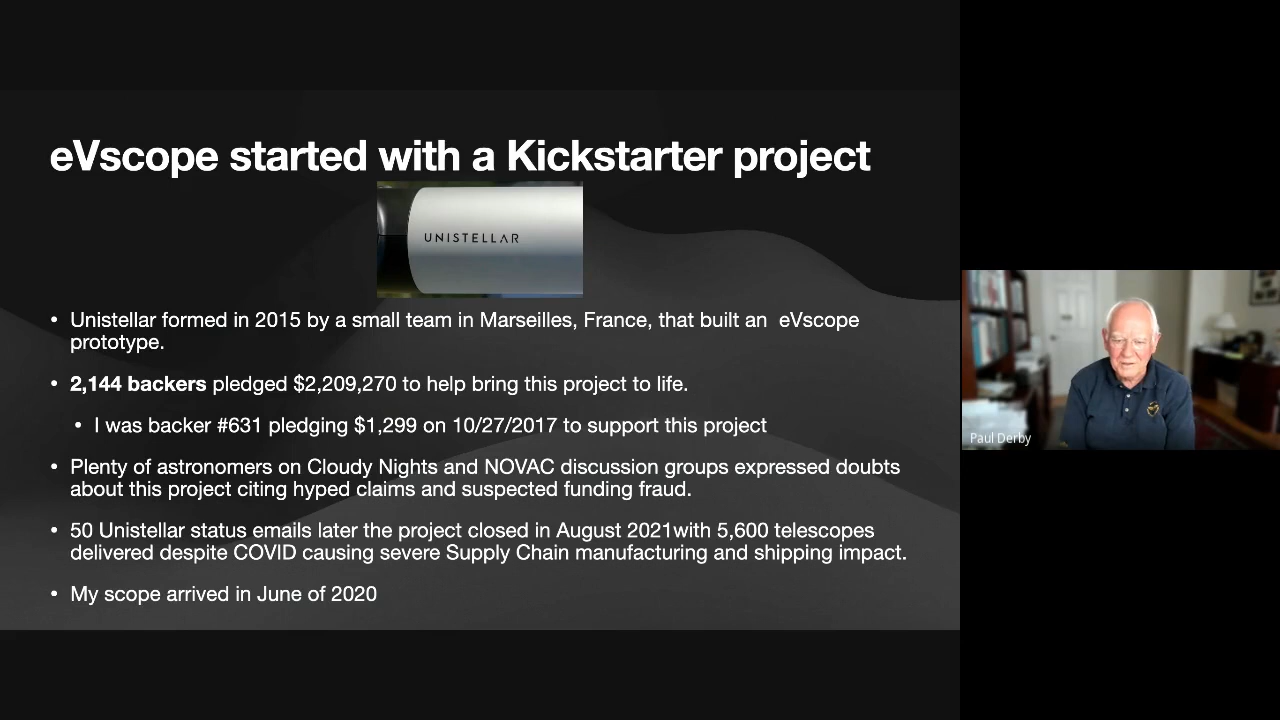 eVscope started with a Kickstarter project
UNISTELLAR
• Unistellar formed in 2015 by a small team in Marseilles, France, that built an  eVscope
prototype.
• 2,144 backers pledged $2,209,270 to help bring this project to life.
• I was backer #631 pledging $1,299 on 10/27/2017 to support this project
• Plenty of astronomers on Cloudy Nights and NOVAC discussion groups expressed doubts
about this project citing hyped claims and suspected funding fraud.
• 50 Unistellar status emails later the project closed in August 2021with 5,600 telescopes
delivered despite COVID causing severe Supply Chain manufacturing and shipping impact.
• My scope arrived in June of 2020
Paul Derby